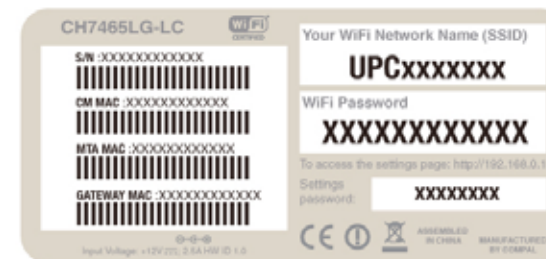 CH7465LG-LC
WiFi
CERTIFIED
S/N :XXXXXXXXXXXX
CM MAC :XXXXXXXXXXXX
MTA MAC :XXXXXXXXXXXX
GATEWAY MAC :XXXXXXXXXXXX
Input Voltage: +12V, 2.5A HW ID 1.0
Your WiFi Network Name (SSID)
UPCxxxxxxx
WiFi Password
XXXXXXXXXXXX
To access the settings page: http://192.168.0.1
Settings
password:
XXXXXXXX
CE
ASSEMBLED
IN CHINA
MANUFACTURED
BY COMPAL